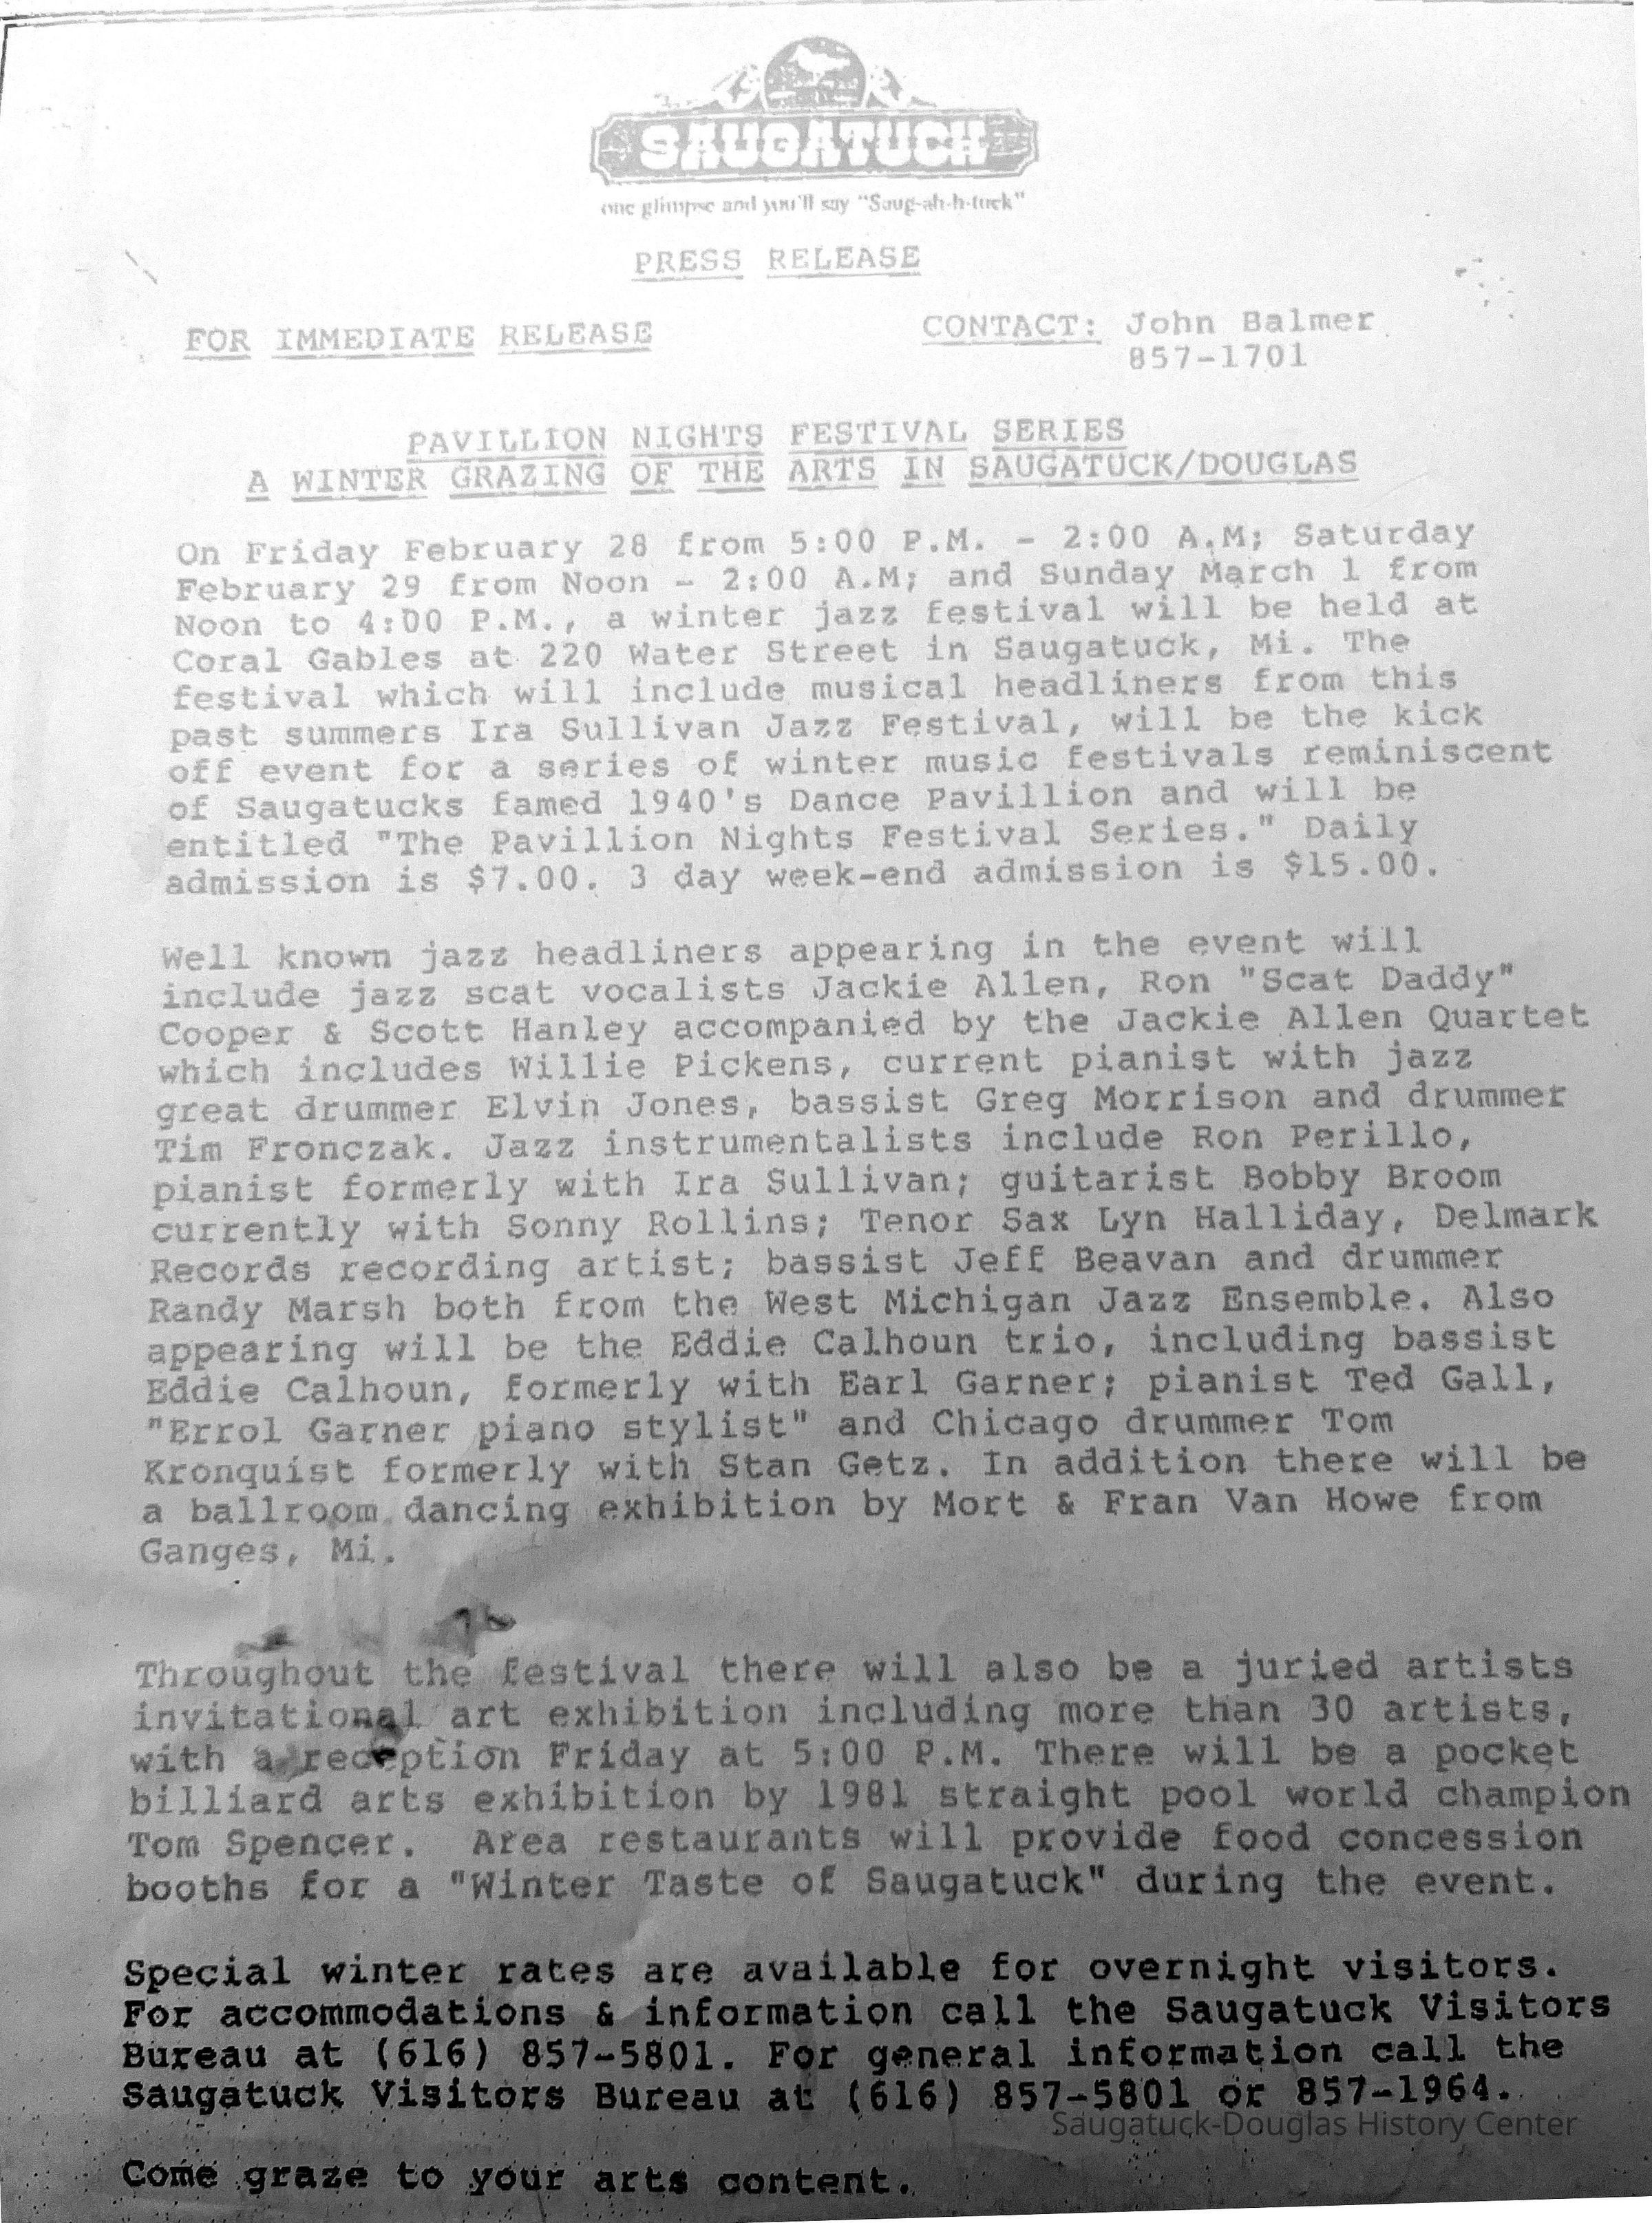 SAUGATUCK
one glimpse and you'll say "Saug-ah-h-tuck"
PRESS RELEASE
FOR IMMEDIATE RELEASE
CONTACT: John Balmer
857-1701
PAVILLION NIGHTS FESTIVAL SERIES
A WINTER GRAZING OF THE ARTS IN SAUGATUCK/DOUGLAS
On Friday February 28 from 5:00 P.M. - 2:00 A.M; Saturday
February 29 from Noon - 2:00 A.M; and Sunday March 1 from
Noon to 4:00 P.M., a winter jazz festival will be held at
Coral Gables at 220 Water Street in Saugatuck, Mi. The
festival which will include musical headliners from this
past summers Ira Sullivan Jazz Festival, will be the kick
off event for a series of winter music festivals reminiscent
of Saugatucks famed 1940's Dance Pavillion and will be
entitled "The Pavillion Nights Festival Series." Daily
admission is $7.00. 3 day week-end admission is $15.00.
Well known jazz headliners appearing in the event will
include jazz scat vocalists Jackie Allen, Ron "Scat Daddy"
Cooper & Scott Hanley accompanied by the Jackie Allen Quartet
which includes Willie Pickens, current pianist with jazz
great drummer Elvin Jones, bassist Greg Morrison and drummer
Tim Fronczak. Jazz instrumentalists include Ron Perillo,
pianist formerly with Ira Sullivan; guitarist Bobby Broom
currently with Sonny Rollins; Tenor Sax Lyn Halliday, Delmark
Records recording artist; bassist Jeff Beavan and drummer
Randy Marsh both from the West Michigan Jazz Ensemble. Also
appearing will be the Eddie Calhoun trio, including bassist
Eddie Calhoun, formerly with Earl Garner; pianist Ted Gall,
"Errol Garner piano stylist" and Chicago drummer Tom
Kronquist formerly with Stan Getz. In addition there will be
a ballroom dancing exhibition by Mort & Fran Van Howe from
Ganges, Mi.
Throughout the festival there will also be a juried artists
invitational art exhibition including more than 30 artists,
with a reception Friday at 5:00 P.M. There will be a pocket
billiard arts exhibition by 1981 straight pool world champion
Tom Spencer. Area restaurants will provide food concession
booths for a "Winter Taste of Saugatuck" during the event.
Special winter rates are available for overnight visitors.
For accommodations & information call the Saugatuck Visitors
Bureau at (616) 857-5801. For general information call the
Saugatuck Visitors Bureau at (616) 857-5801 or 857-1964.
Saugatuck-Douglas History Center
Come graze to your arts content.